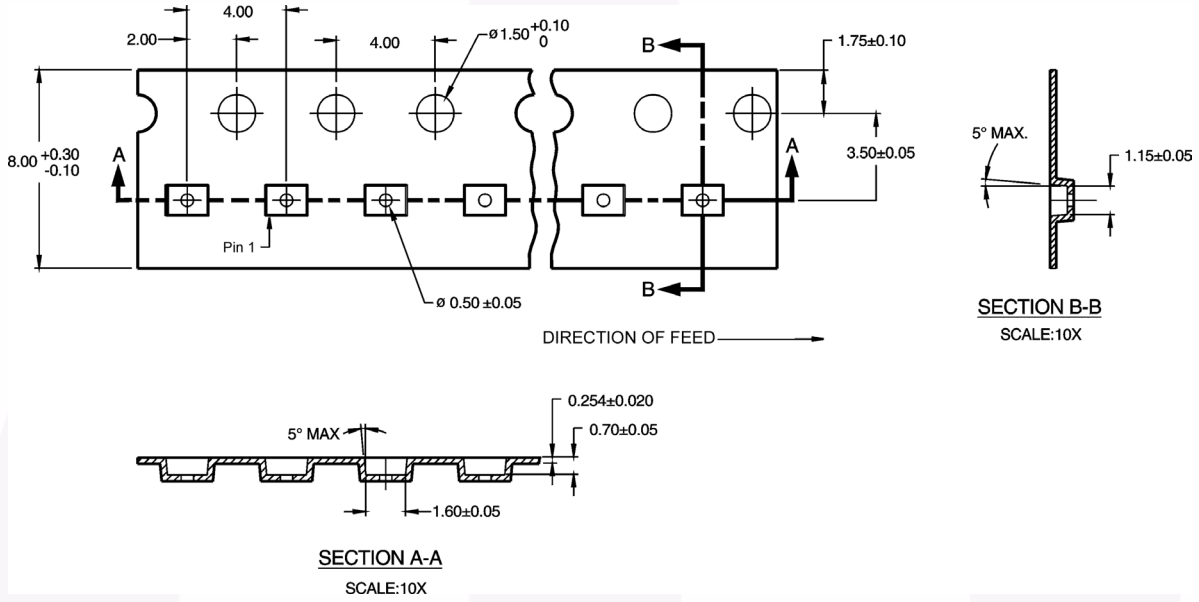 4.00
2.00
4.00
ø1.50 +0.10
0
B
1.75±0.10
8.00 +0.30
-0.10
A
A
3.50±0.05
5° MAX.
1.15±0.05
Pin 1
B
ø 0.50 ±0.05
SECTION B-B
SCALE:10X
DIRECTION OF FEED
0.254±0.020
5° MAX
0.70±0.05
1.60±0.05
SECTION A-A
SCALE:10X